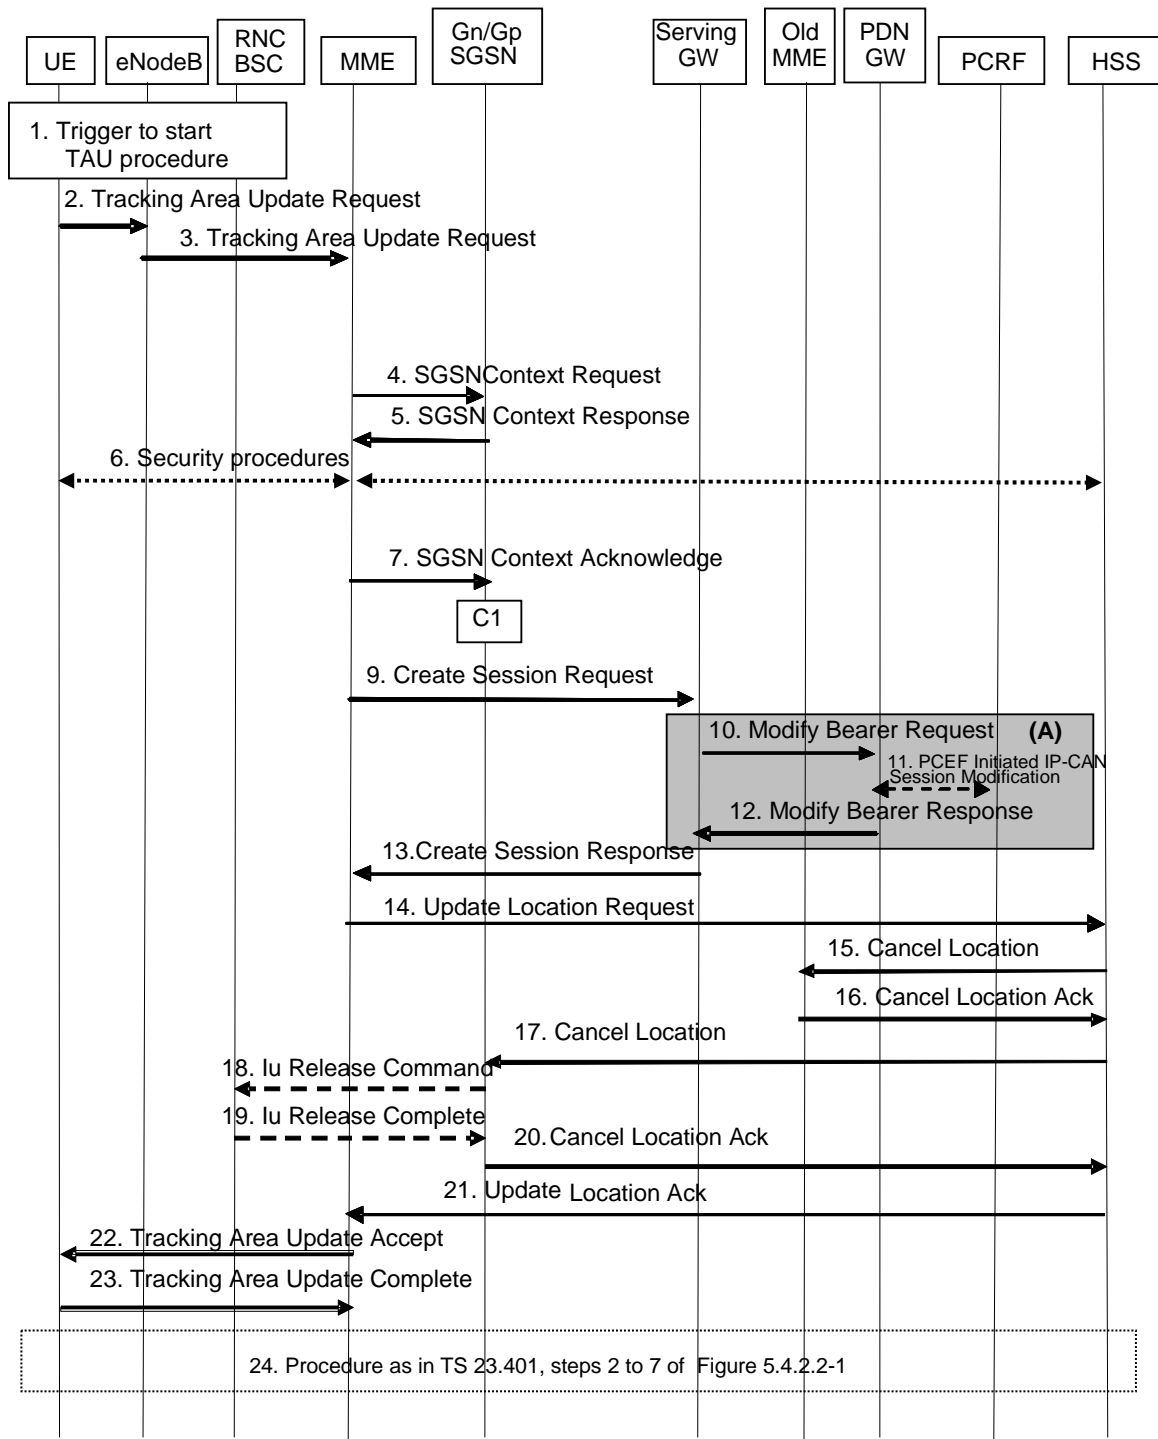 UE
eNodeB
RNC
BSC
MME
Gn/Gp
SGSN
Serving
GW
Old
MME
PDN
GW
PCRF
HSS
1. Trigger to start
TAU procedure
2. Tracking Area Update Request
3. Tracking Area Update Request
4. SGSNContext Request
5. SGSN Context Response
6. Security procedures
7. SGSN Context Acknowledge
C1
9. Create Session Request
10. Modify Bearer Request (A)
11. PCEF Initiated IP-CAN
Session Modification
12. Modify Bearer Response
13.Create Session Response
14. Update Location Request
15. Cancel Location
16. Cancel Location Ack
17. Cancel Location
18. Iu Release Command
19. Iu Release Complete
20. Cancel Location Ack
21. Update Location Ack
22. Tracking Area Update Accept
23. Tracking Area Update Complete
24. Procedure as in TS 23.401, steps 2 to 7 of Figure 5.4.2.2-1